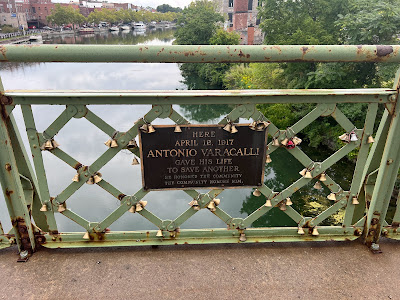 HERE
APRIL 12, 1917
ANTONIO VARACALLI
GAVE HIS LIFE
TO SAVE ANOTHER.
HE HONORED THE COMMUNITY.
THE COMMUNITY HONORS HIM.